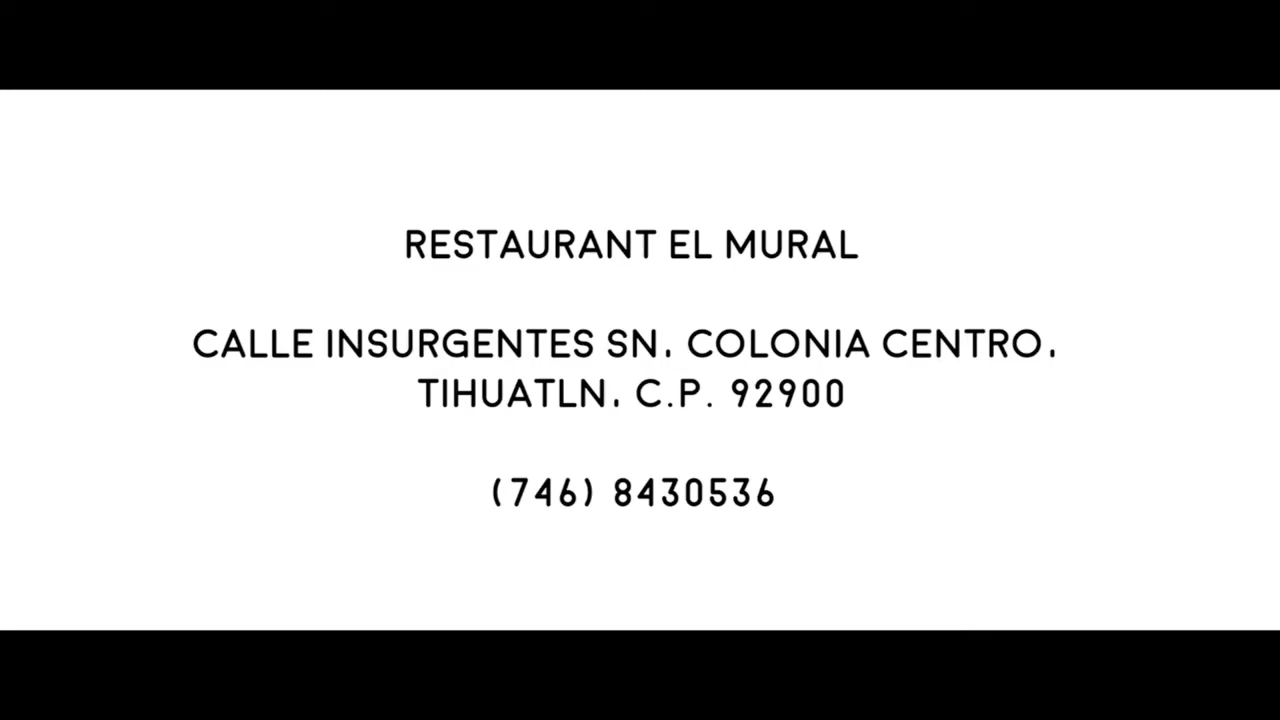 RESTAURANT EL MURAL
CALLE INSURGENTES SN, COLONIA CENTRO,
TIHUATLN, C.P. 92900
(746) 8430536